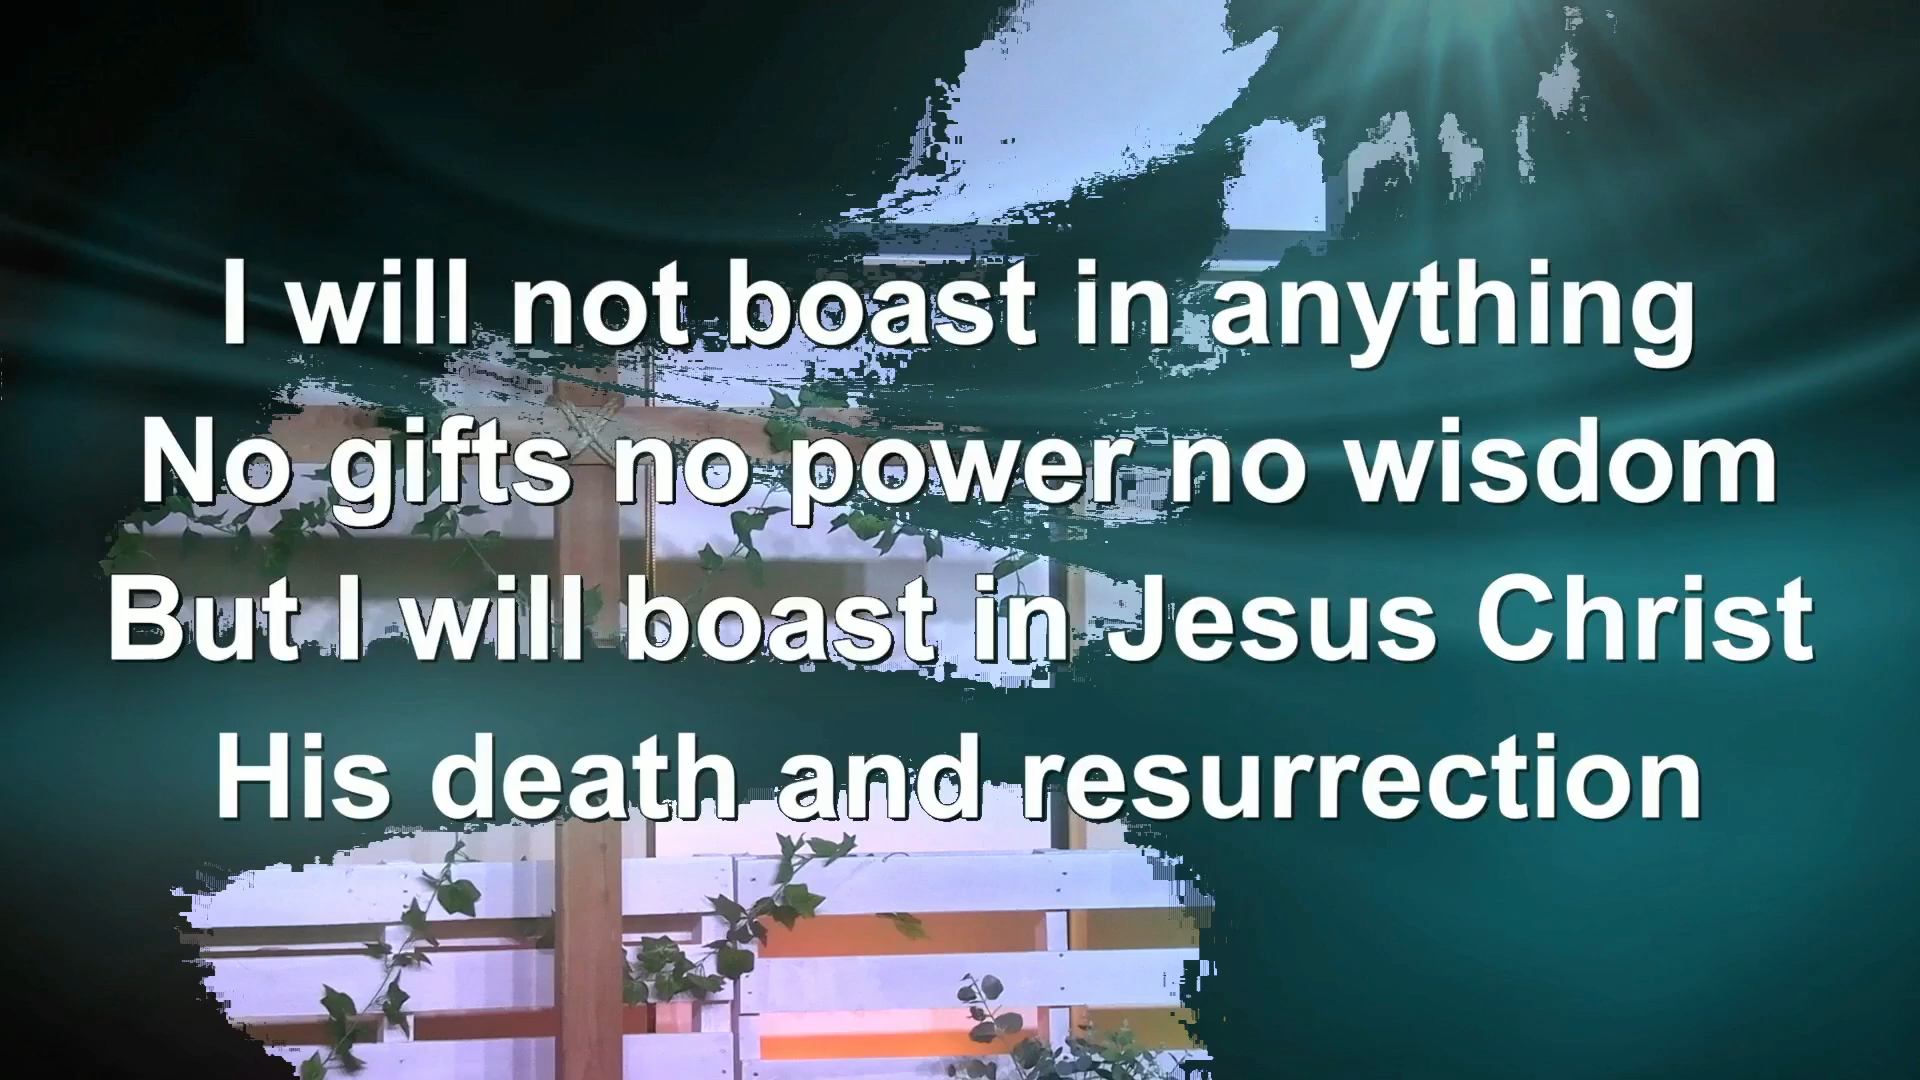 I will not boast in anything
No gifts no power no wisdom
But I will boast in Jesus Christ
His death and resurrection